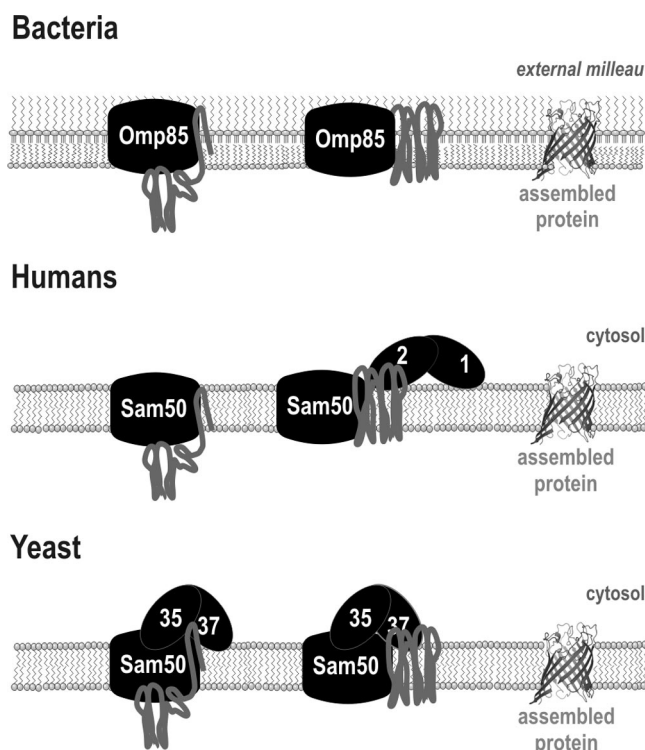 Bacteria
external milleau
Omp85
Omp85
assembled
protein
Humans
cytosol
2
1
Sam50
Sam50
assembled
protein
Yeast
cytosol
35
37
35
37
Sam50
Sam50
assembled
protein